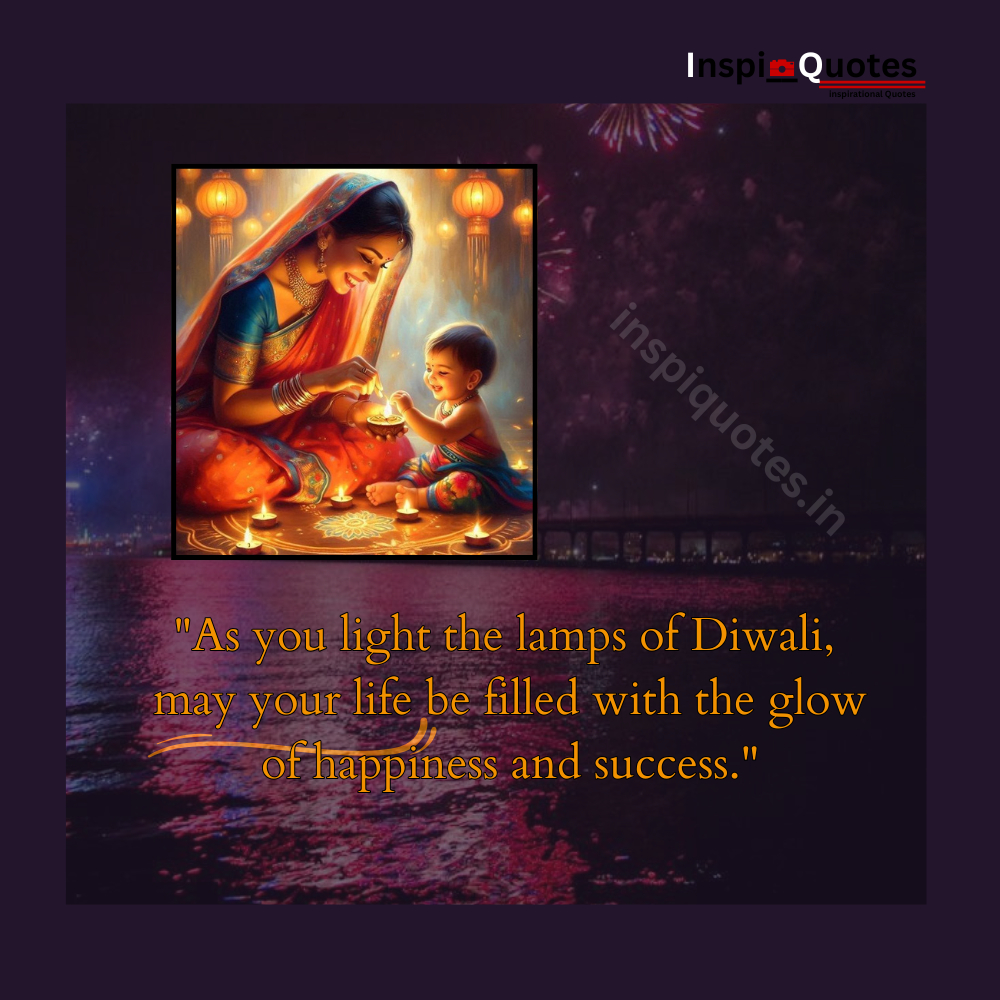 InspiQuotes
Inspirational Quotes
inspiquotes.in
"As you light the lamps of Diwali,
may your life be filled with the glow
of happiness and success."